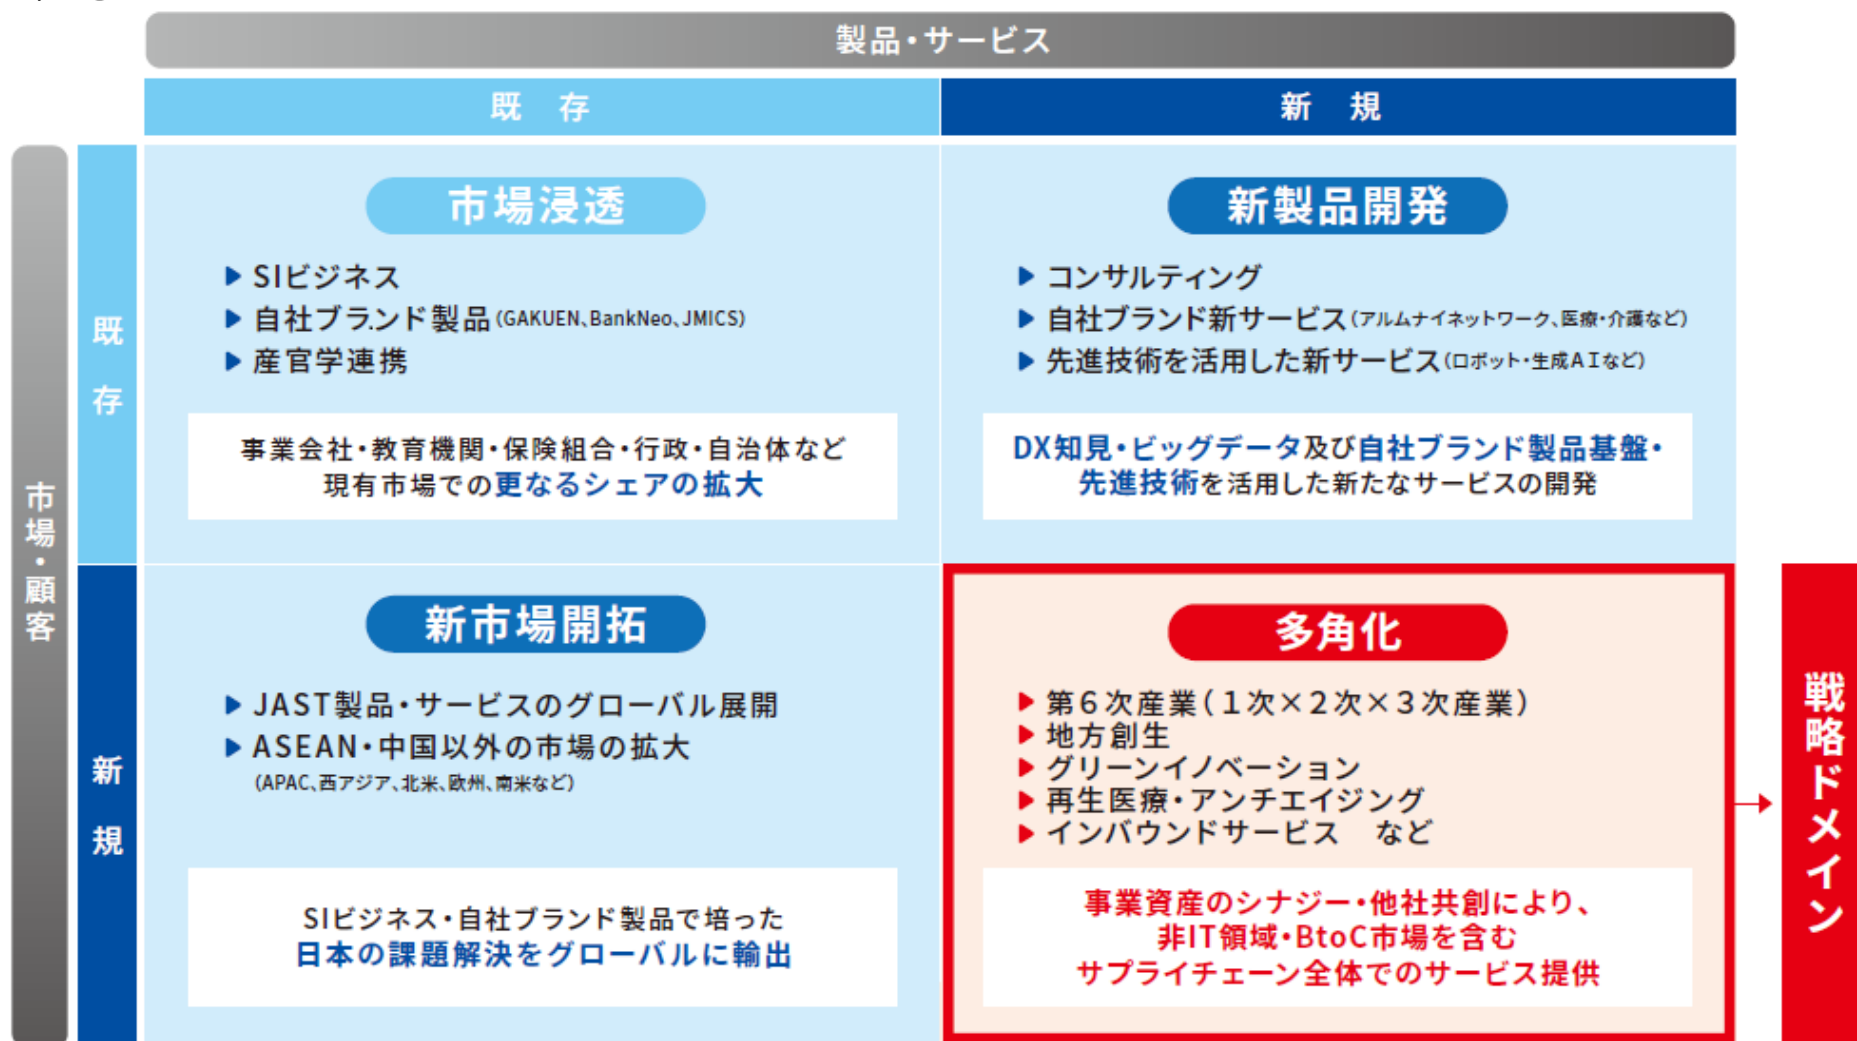 製品・サービス
既 存
新 規
市場・顧客
既 存
市場浸透
SIビジネス
自社ブランド製品(GAKUEN、BankNeo、JMICS)
産官学連携
事業会社・教育機関・保険組合・行政・自治体など
現有市場での更なるシェアの拡大
新製品開発
コンサルティング
自社ブランド新サービス(アルムナイネットワーク、医療・介護など)
先進技術を活用した新サービス(ロボット・生成AIなど)
DX知見・ビッグデータ及び自社ブランド製品基盤・
先進技術を活用した新たなサービスの開発
新 規
新市場開拓
JAST製品・サービスのグローバル展開
ASEAN・中国以外の市場の拡大
(APAC、西アジア、北米、欧州、南米など)
SIビジネス・自社ブランド製品で培った
日本の課題解決をグローバルに輸出
多角化
第6次産業(1次×2次×3次産業)
地方創生
グリーンイノベーション
再生医療・アンチエイジング
インバウンドサービス など
事業資産のシナジー・他社共創により、
非IT領域・BtoC市場を含む
サプライチェーン全体でのサービス提供
戦略ドメイン